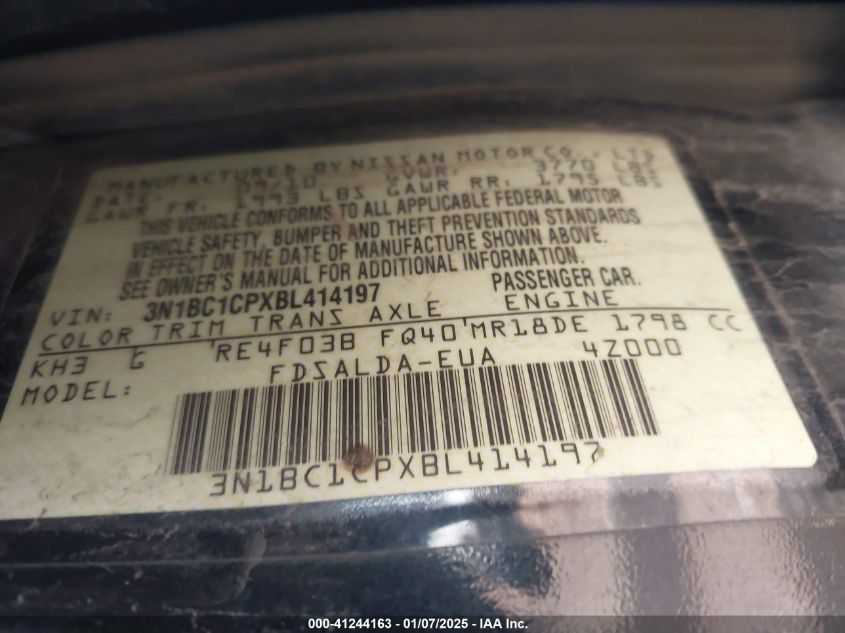 MANUFACTURED BY NISSAN MOTOR CO., LTD.
DATE: 09/10 GVWR: 3770 LBS
GAWR FR: 1993 LBS GAWR RR: 1795 LBS
THIS VEHICLE CONFORMS TO ALL APPLICABLE FEDERAL MOTOR
VEHICLE SAFETY, BUMPER AND THEFT PREVENTION STANDARDS
IN EFFECT ON THE DATE OF MANUFACTURE SHOWN ABOVE.
SEE OWNER'S MANUAL FOR ADDITIONAL INFORMATION.
VIN: 3N1BC1CPXBL414197 PASSENGER CAR.
COLOR TRIM TRANS AXLE ENGINE
KH3 G 'RE4F03B FQ40'MR18DE 1798 CC
MODEL: FDSALDA-EUA 4Z000
3N1BC1CPXBL414197
000-41244163 - 01/07/2025 - IAA Inc.